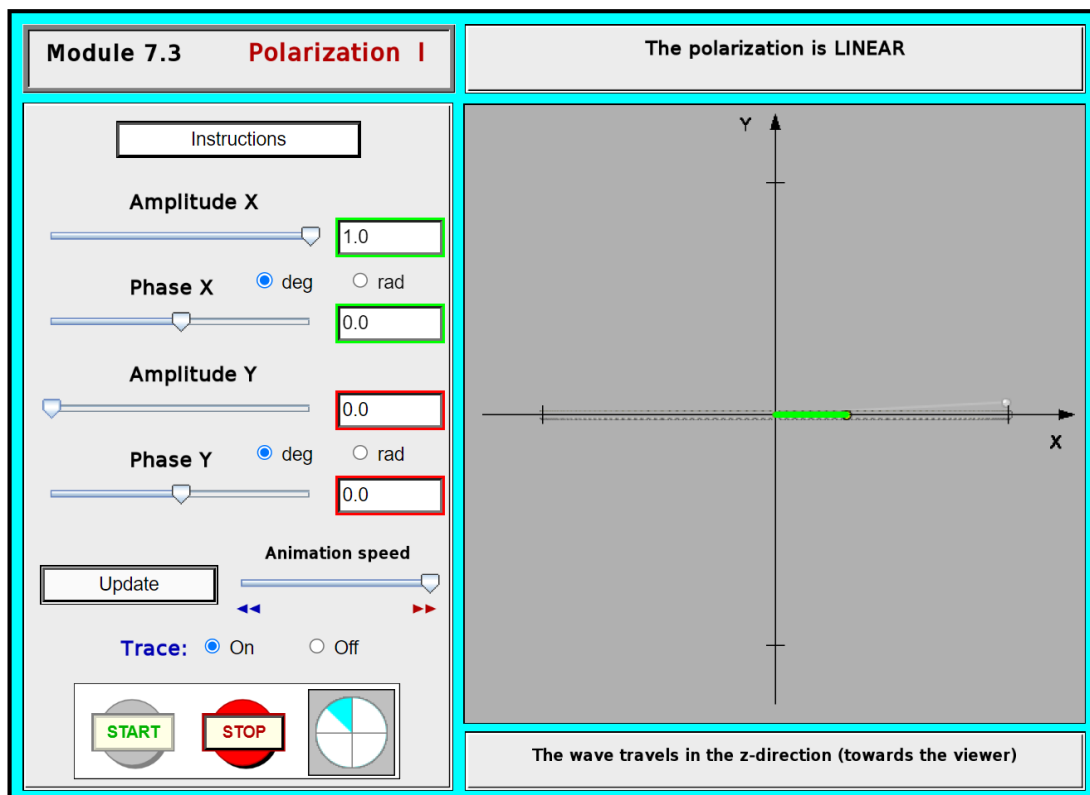 Module 7.3 Polarization I
The polarization is LINEAR
Instructions
Amplitude X
1.0
Phase X deg rad
0.0
Amplitude Y
0.0
Phase Y deg rad
0.0
Animation speed
Update
◄◄ ►►
Trace: On Off
START STOP
Y
X
The wave travels in the z-direction (towards the viewer)